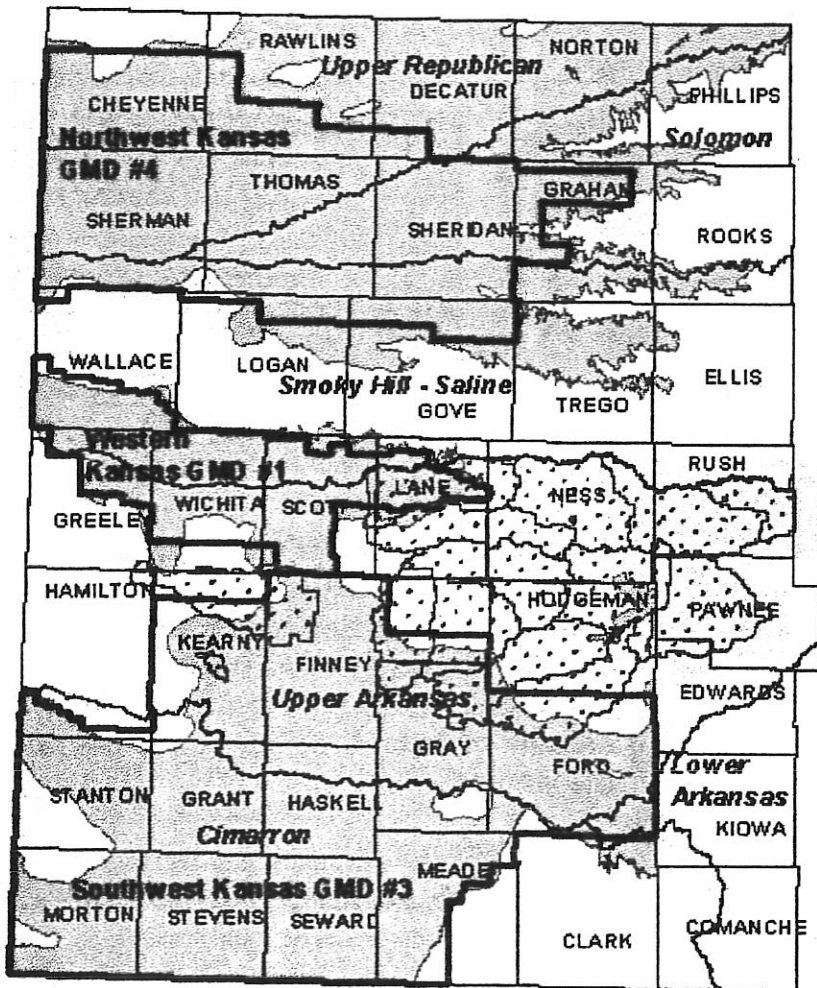 RAWLINS
NORTON
Upper Republican
DECATUR
CHEYENNE
PHILLIPS
Northwest Kansas
GMD #4
Solomon
THOMAS
GRAHAM
SHERMAN
SHERIDAN
ROOKS
WALLACE
LOGAN
ELLIS
Smoky Hill - Saline
GOVE
TREGO
Western
Kansas GMD #1
RUSH
LANE
NESS
WICHITA
SCOT
GREELE
HAMILTON
HODGEMAN
PAWNEE
KEARNY
FINNEY
Upper Arkansas
EDWARDS
GRAY
FORD
Lower
Arkansas
STANTON
GRANT
HASKELL
KIOWA
Cimarron
MEADE
Southwest Kansas GMD #3
MORTON
STEVENS
SEWARD
CLARK
COMANCHE